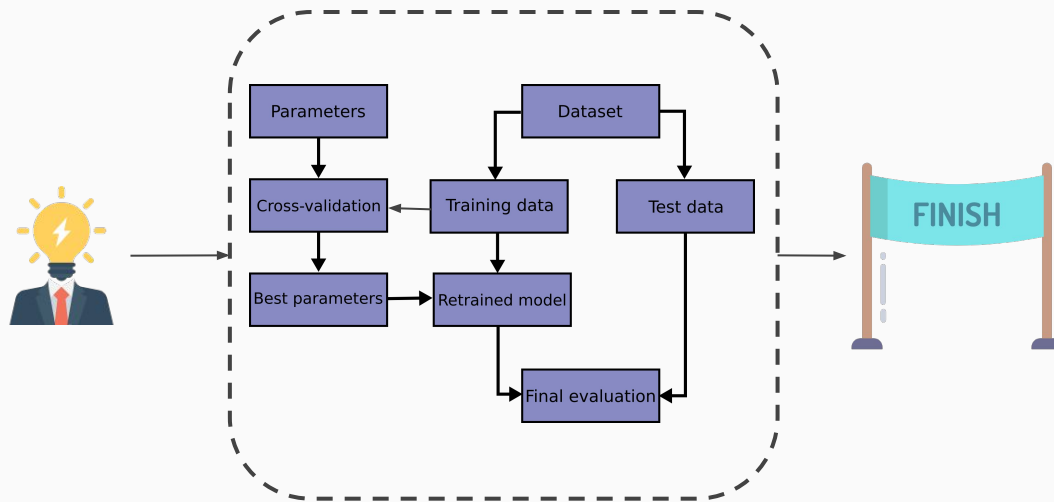 Parameters
Dataset
Cross-validation
Training data
Test data
Best parameters
Retrained model
Final evaluation
FINISH